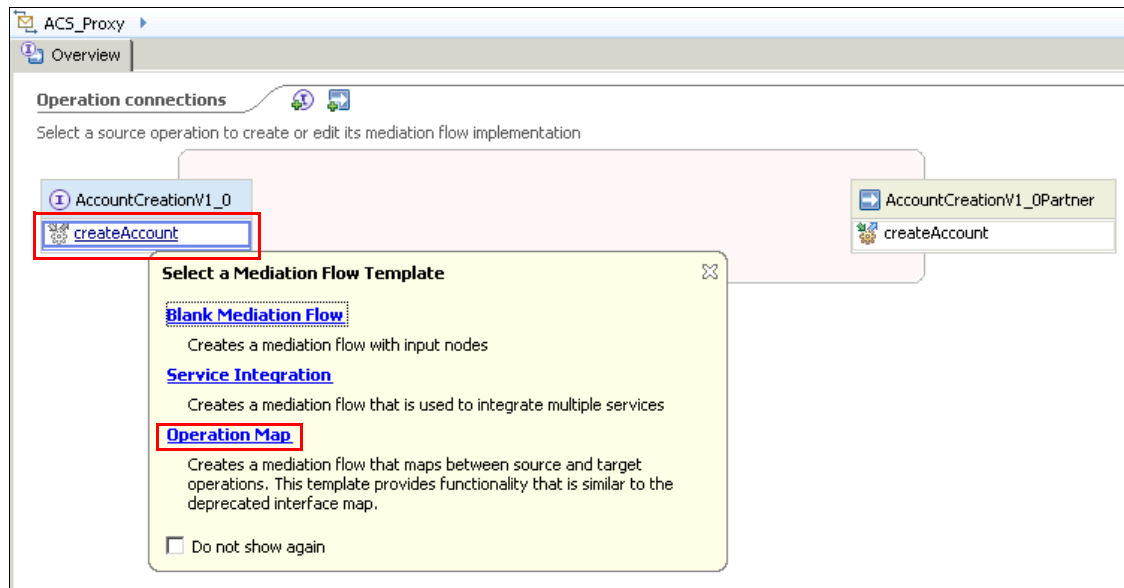 ACS_Proxy
Overview
Operation connections
Select a source operation to create or edit its mediation flow implementation
AccountCreationV1_0
createAccount
AccountCreationV1_0Partner
createAccount
Select a Mediation Flow Template
Blank Mediation Flow
Creates a mediation flow with input nodes
Service Integration
Creates a mediation flow that is used to integrate multiple services
Operation Map
Creates a mediation flow that maps between source and target
operations. This template provides functionality that is similar to the
deprecated interface map.
Do not show again